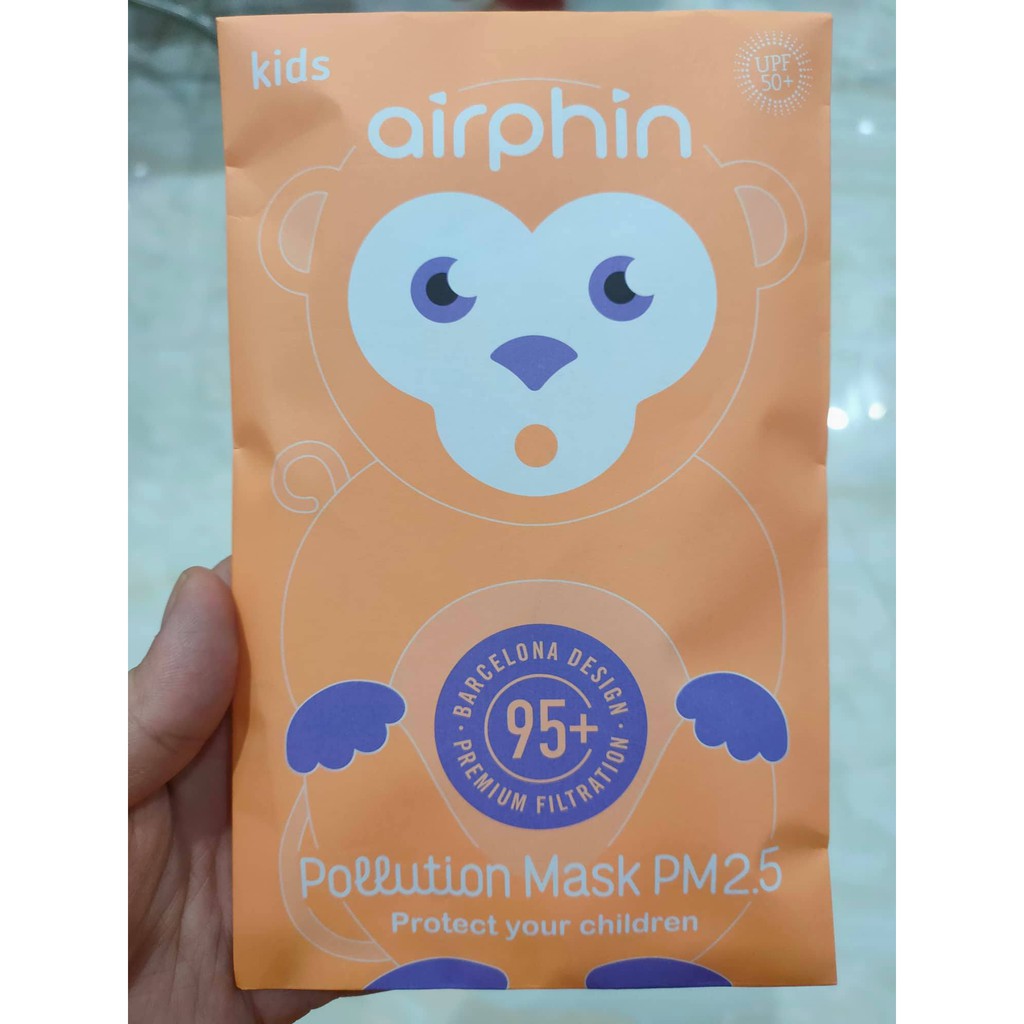 kids
UPF
50+
airphin
BARCELONA DESIGN
95+
PREMIUM FILTRATION
Pollution Mask PM2.5
Protect your children